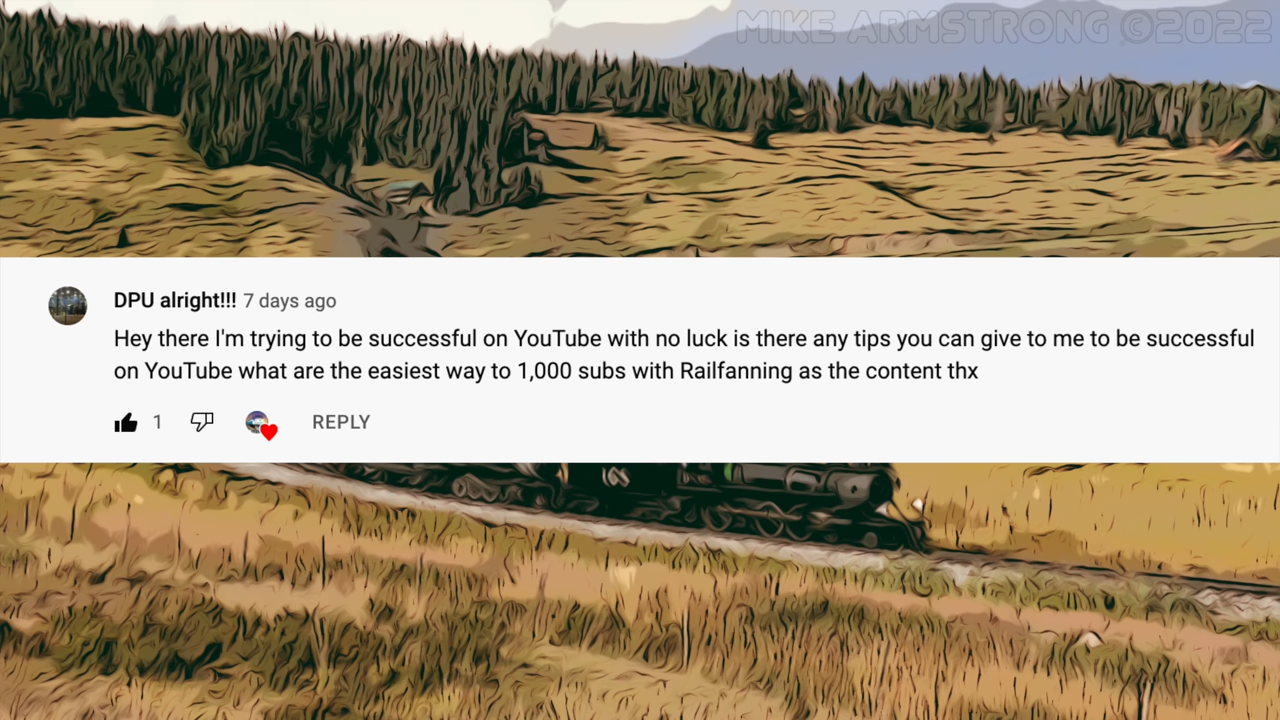 MIKE ARMSTRONG ©2022
DPU alright!!! 7 days ago
Hey there I'm trying to be successful on YouTube with no luck is there any tips you can give to me to be successful
on YouTube what are the easiest way to 1,000 subs with Railfanning as the content thx
1 REPLY